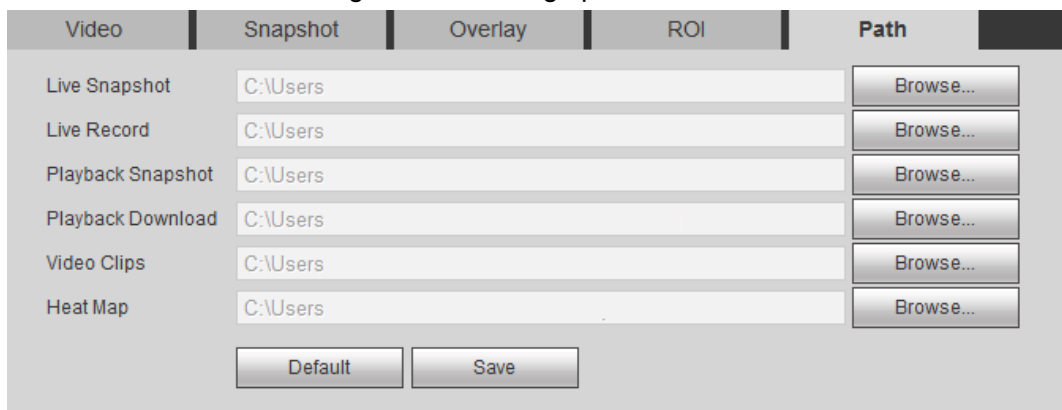 Video Snapshot Overlay ROI Path
Live Snapshot C:\Users Browse...
Live Record C:\Users Browse...
Playback Snapshot C:\Users Browse...
Playback Download C:\Users Browse...
Video Clips C:\Users Browse...
Heat Map C:\Users Browse...
Default Save